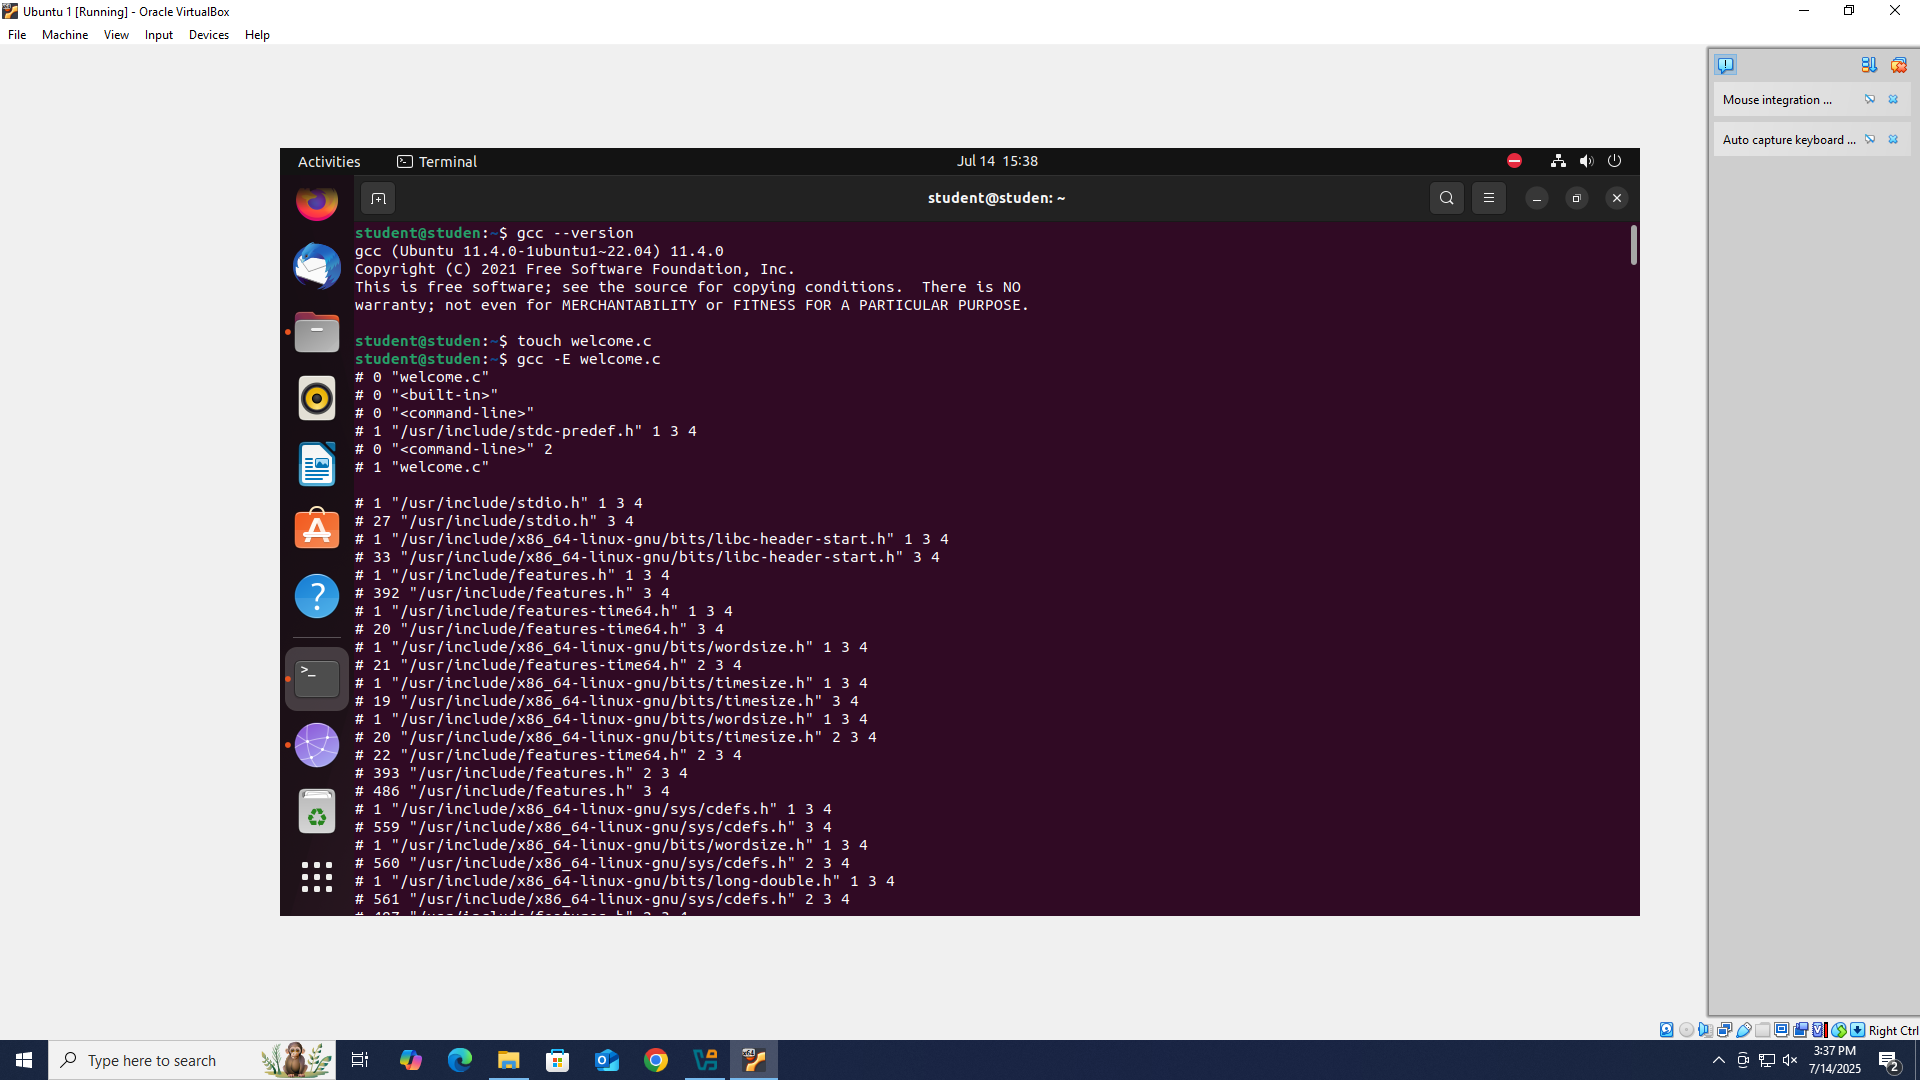 Ubuntu 1 [Running] - Oracle VirtualBox
File Machine View Input Devices Help
Mouse integration ...
Auto capture keyboard ...
Activities Terminal Jul 14 15:38
student@studen: ~
student@studen:~$ gcc --version
gcc (Ubuntu 11.4.0-1ubuntu1~22.04) 11.4.0
Copyright (C) 2021 Free Software Foundation, Inc.
This is free software; see the source for copying conditions.  There is NO
warranty; not even for MERCHANTABILITY or FITNESS FOR A PARTICULAR PURPOSE.
student@studen:~$ touch welcome.c
student@studen:~$ gcc -E welcome.c
# 0 "welcome.c"
# 0 "<built-in>"
# 0 "<command-line>"
# 1 "/usr/include/stdc-predef.h" 1 3 4
# 0 "<command-line>" 2
# 1 "welcome.c"
# 1 "/usr/include/stdio.h" 1 3 4
# 27 "/usr/include/stdio.h" 3 4
# 1 "/usr/include/x86_64-linux-gnu/bits/libc-header-start.h" 1 3 4
# 33 "/usr/include/x86_64-linux-gnu/bits/libc-header-start.h" 3 4
# 1 "/usr/include/features.h" 1 3 4
# 392 "/usr/include/features.h" 3 4
# 1 "/usr/include/features-time64.h" 1 3 4
# 20 "/usr/include/features-time64.h" 3 4
# 1 "/usr/include/x86_64-linux-gnu/bits/wordsize.h" 1 3 4
# 21 "/usr/include/features-time64.h" 2 3 4
# 1 "/usr/include/x86_64-linux-gnu/bits/timesize.h" 1 3 4
# 19 "/usr/include/x86_64-linux-gnu/bits/timesize.h" 3 4
# 1 "/usr/include/x86_64-linux-gnu/bits/wordsize.h" 1 3 4
# 20 "/usr/include/x86_64-linux-gnu/bits/timesize.h" 2 3 4
# 22 "/usr/include/features-time64.h" 2 3 4
# 393 "/usr/include/features.h" 2 3 4
# 486 "/usr/include/features.h" 3 4
# 1 "/usr/include/x86_64-linux-gnu/sys/cdefs.h" 1 3 4
# 559 "/usr/include/x86_64-linux-gnu/sys/cdefs.h" 3 4
# 1 "/usr/include/x86_64-linux-gnu/bits/wordsize.h" 1 3 4
# 560 "/usr/include/x86_64-linux-gnu/sys/cdefs.h" 2 3 4
# 1 "/usr/include/x86_64-linux-gnu/bits/long-double.h" 1 3 4
# 561 "/usr/include/x86_64-linux-gnu/sys/cdefs.h" 2 3 4
Right Ctrl
Type here to search
3:37 PM
7/14/2025
2